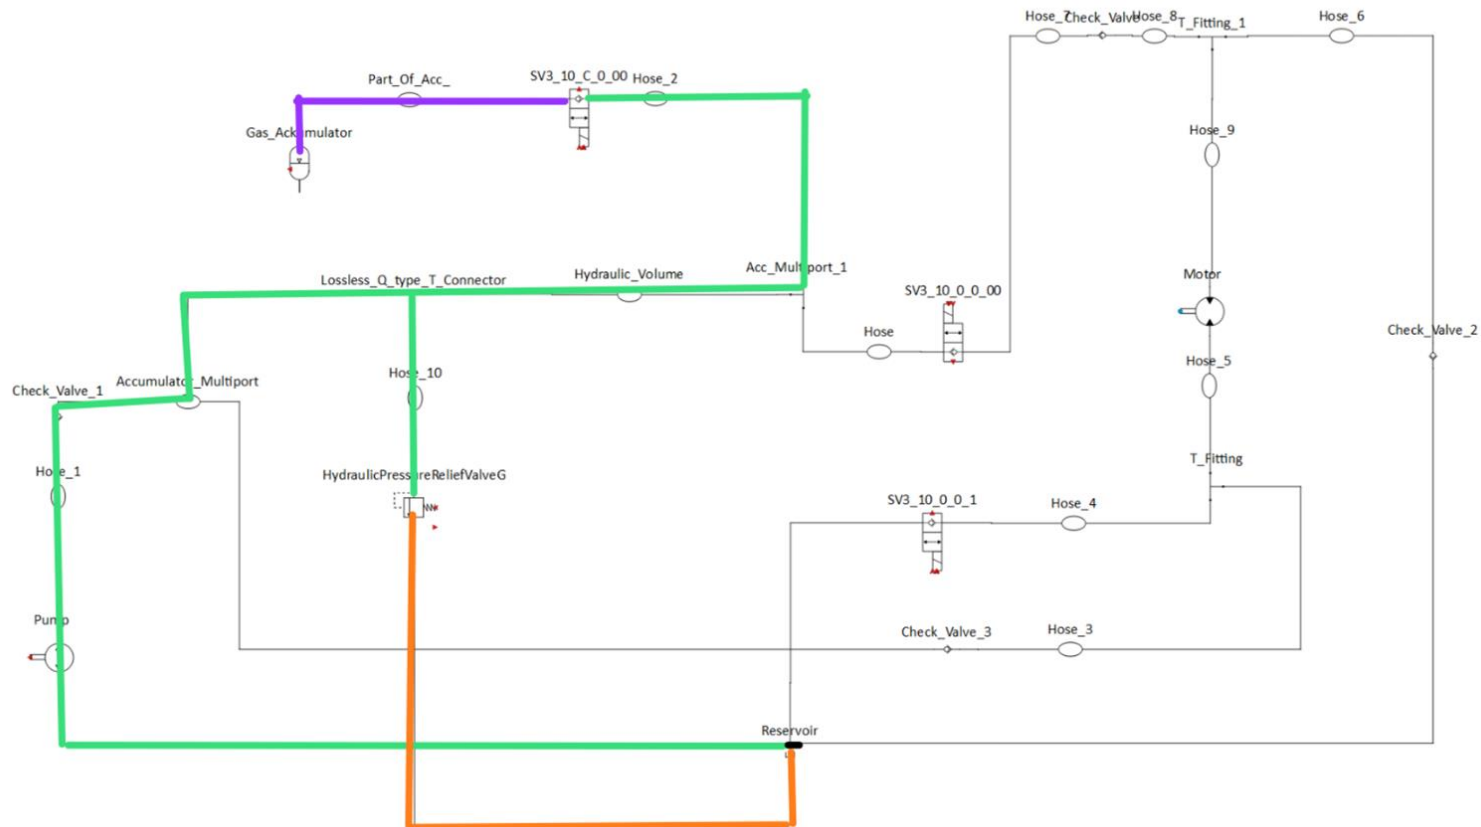 Hose_7
Check_Valve
Hose_8
T_Fitting_1
Hose_6
Part_Of_Acc_
SV3_10_C_0_00
Hose_2
Gas_Ackumulator
Hose_9
Lossless_Q_type_T_Connector
Hydraulic_Volume
Acc_Multiport_1
Motor
SV3_10_0_0_00
Hose
Check_Valve_2
Hose_5
Check_Valve_1
Accumulator_Multiport
Hose_10
Hose_1
HydraulicPressureReliefValveG
T_Fitting
SV3_10_0_0_1
Hose_4
Pump
Check_Valve_3
Hose_3
Reservoir